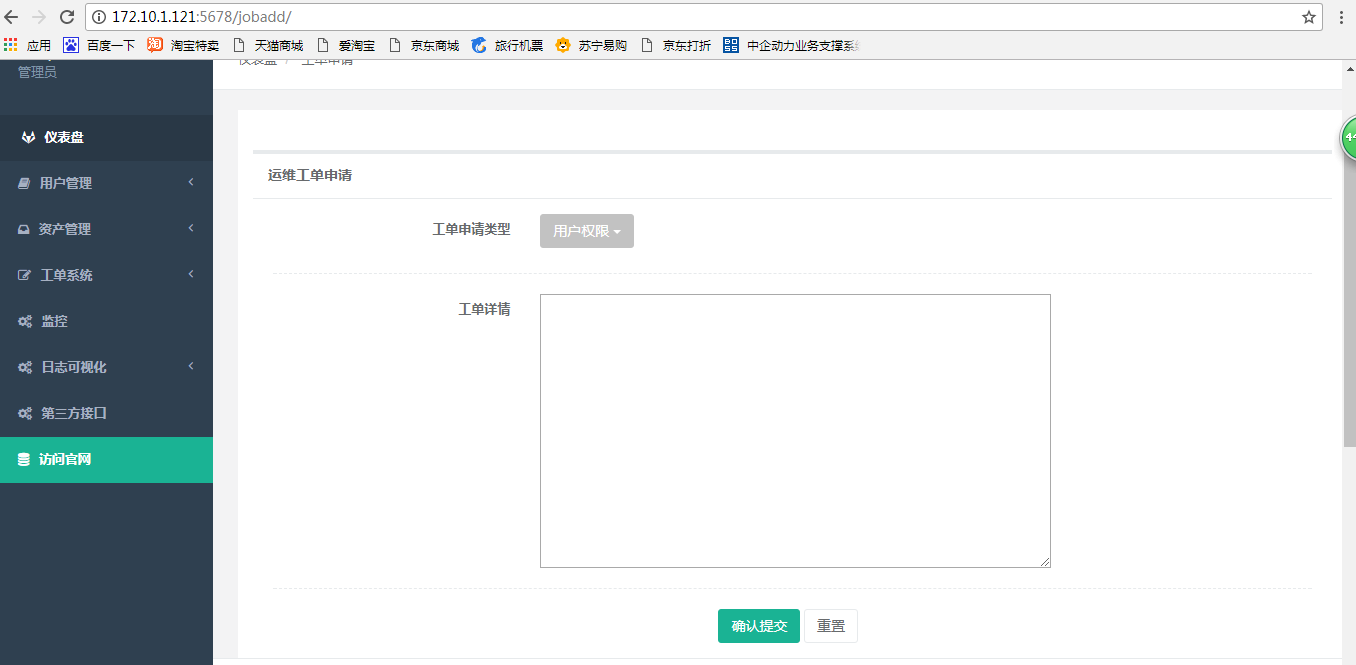 172.10.1.121:5678/jobadd/
应用 百度一下 淘宝特卖 天猫商城 爱淘宝 京东商城 旅行机票 苏宁易购 京东打折 中企动力业务支撑系统
管理员
仪表盘 / 工单申请
仪表盘
用户管理
资产管理
工单系统
监控
日志可视化
第三方接口
访问官网
运维工单申请
工单申请类型 用户权限
工单详情
确认提交 重置